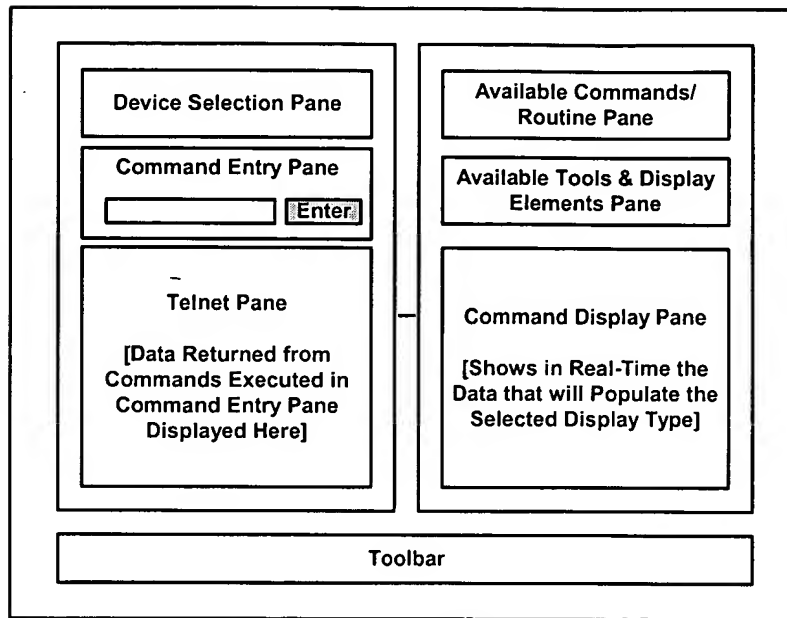 Device Selection Pane
Command Entry Pane
Enter
Telnet Pane
[Data Returned from
Commands Executed in
Command Entry Pane
Displayed Here]
Available Commands/
Routine Pane
Available Tools & Display
Elements Pane
Command Display Pane
[Shows in Real-Time the
Data that will Populate the
Selected Display Type]
Toolbar